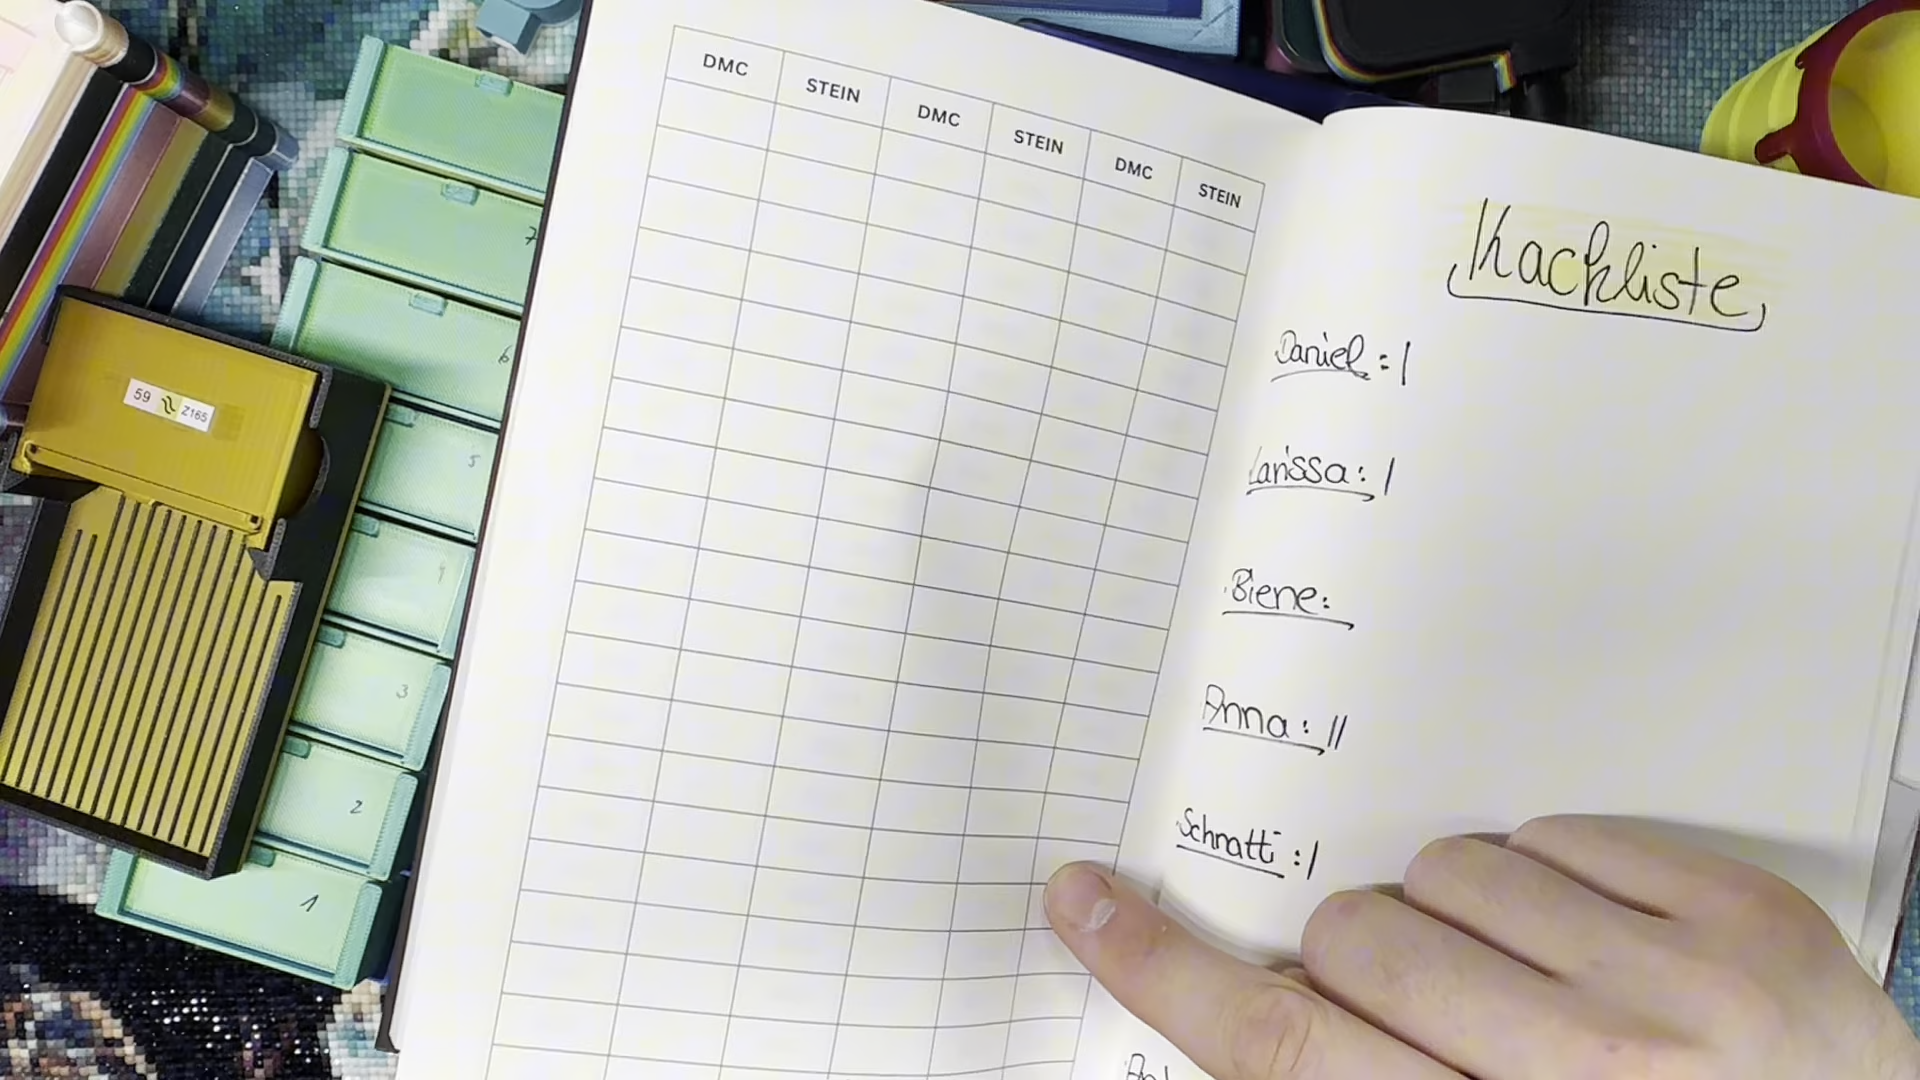 DMC STEIN DMC STEIN DMC STEIN
Kackliste
Daniel: |
Larissa: |
Biene:
Anna: ||
Schnatti: |
59 Z165
7
6
5
4
3
2
1